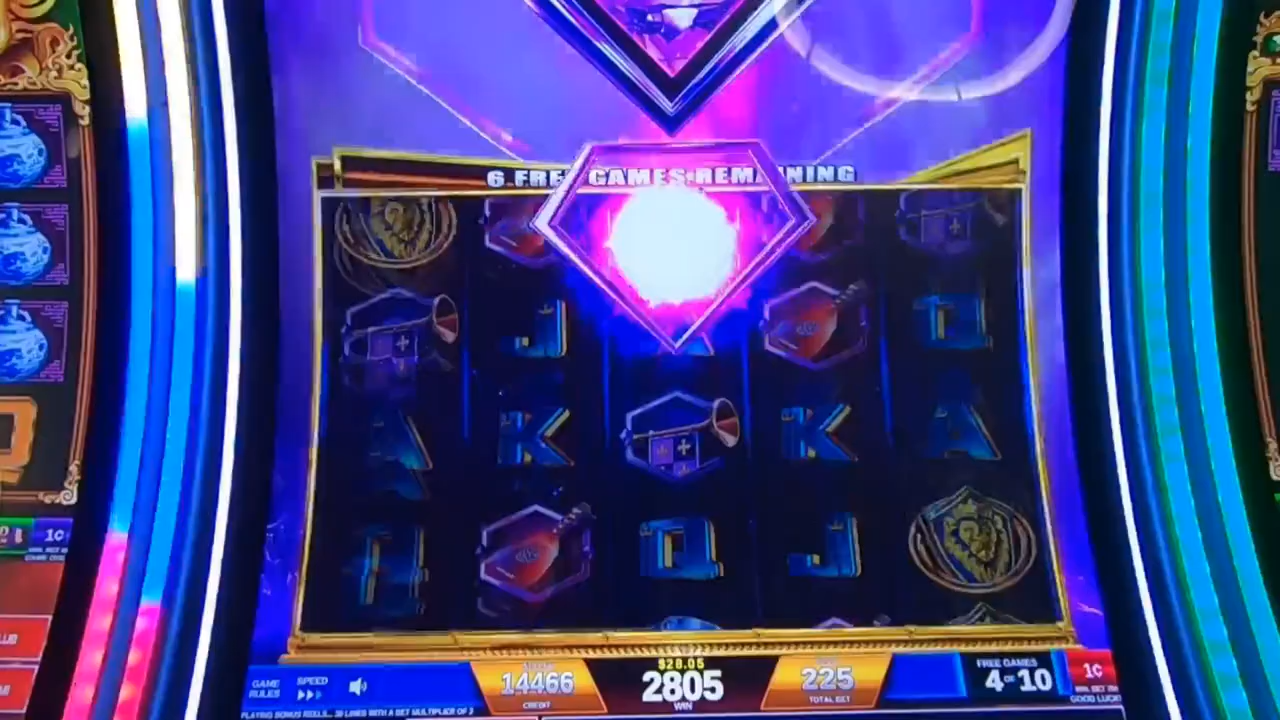 6 FREE GAMES REMAINING
J
Q
A
K
K
A
Q
J
1¢
GAME RULES
SPEED
14466
CREDIT
$28.05
2805
WIN
225
TOTAL BET
FREE GAMES
4 OF 10
1¢
GOOD LUCK!